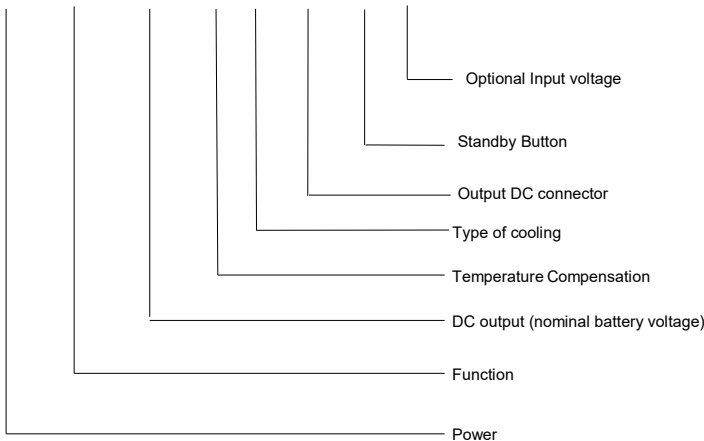 Optional Input voltage
Standby Button
Output DC connector
Type of cooling
Temperature Compensation
DC output (nominal battery voltage)
Function
Power